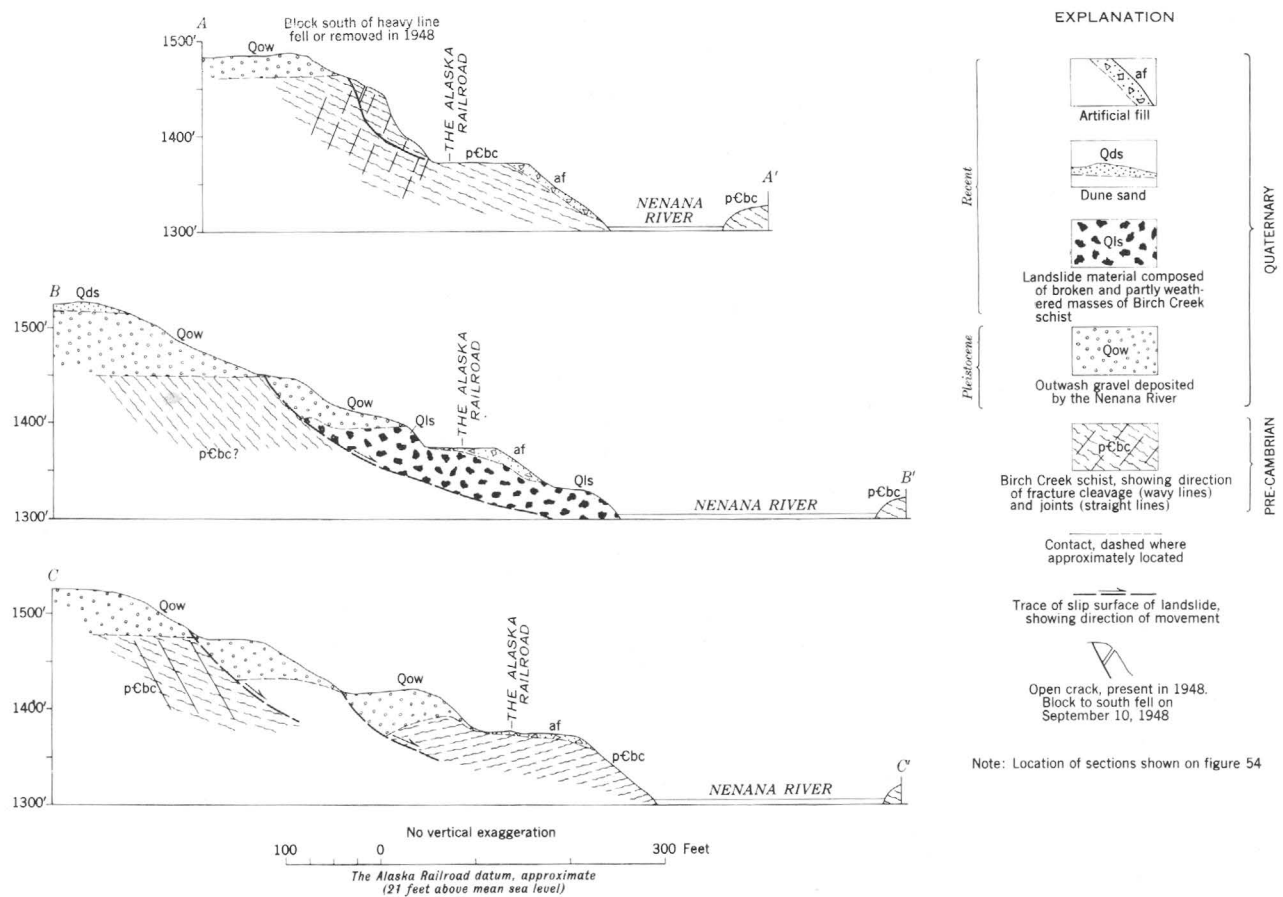 A
Block south of heavy line
fell or removed in 1948
1500'
Qow
1400'
THE ALASKA
RAILROAD
p€bc
af
A'
NENANA
RIVER
p€bc
1300'
B
Qds
1500'
Qow
THE ALASKA
RAILROAD
Qow
1400'
Qls
af
p€bc?
Qls
B'
p€bc
1300'
NENANA RIVER
C
1500'
Qow
THE ALASKA
RAILROAD
p€bc
Qow
1400'
af
p€bc
C'
1300'
NENANA RIVER
No vertical exaggeration
100 0 300 Feet
The Alaska Railroad datum, approximate
(21 feet above mean sea level)
EXPLANATION
af
Artificial fill
Qds
Dune sand
Qls
Landslide material composed
of broken and partly weath-
ered masses of Birch Creek
schist
Recent
Qow
Outwash gravel deposited
by the Nenana River
Pleistocene
QUATERNARY
p€bc
Birch Creek schist, showing direction
of fracture cleavage (wavy lines)
and joints (straight lines)
PRE-CAMBRIAN
Contact, dashed where
approximately located
Trace of slip surface of landslide,
showing direction of movement
Open crack, present in 1948.
Block to south fell on
September 10, 1948
Note: Location of sections shown on figure 54